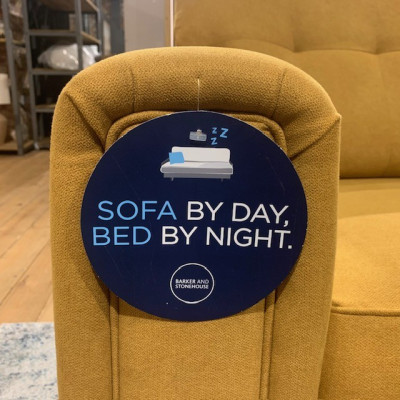 Z Z
Z
SOFA BY DAY,
BED BY NIGHT.
BARKER AND
STONEHOUSE